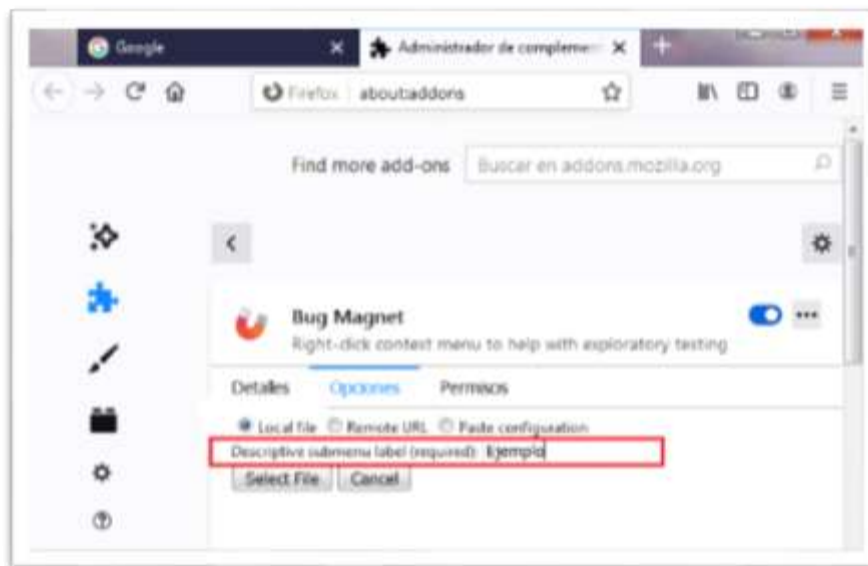 Google
Administrador de compleme
Firefox about:addons
Find more add-ons Buscar en addons.mozilla.org
Bug Magnet
Right-click context menu to help with exploratory testing
Detalles Opciones Permisos
Local file Remote URL Paste configuration
Descriptive submenu label (required): Ejemplo
Select File Cancel